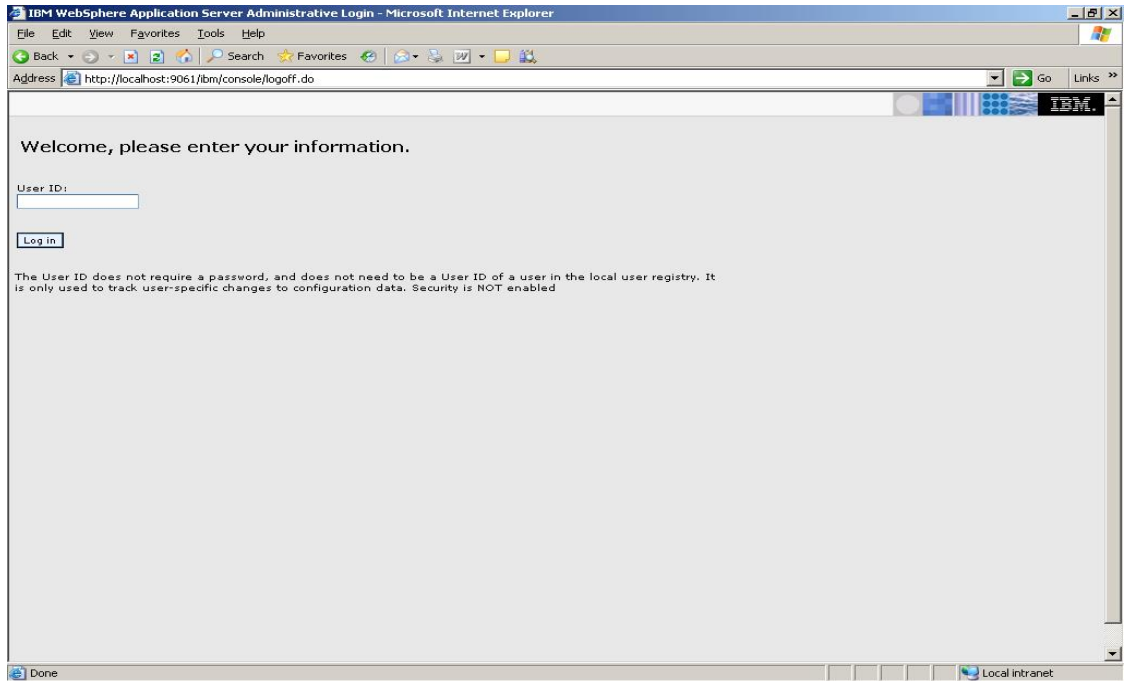 IBM WebSphere Application Server Administrative Login - Microsoft Internet Explorer
File Edit View Favorites Tools Help
Back Search Favorites
Address http://localhost:9061/ibm/console/logoff.do Go Links »
IBM.
Welcome, please enter your information.
User ID:
Log in
The User ID does not require a password, and does not need to be a User ID of a user in the local user registry. It
is only used to track user-specific changes to configuration data. Security is NOT enabled
Done Local intranet